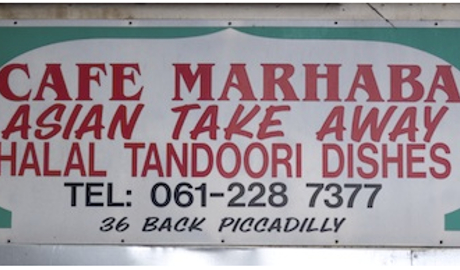 CAFE MARHABA
ASIAN TAKE AWAY
HALAL TANDOORI DISHES
TEL: 061-228 7377
36 BACK PICCADILLY